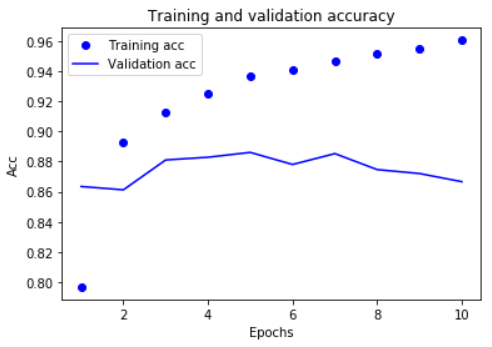 Training and validation accuracy
Training acc
Validation acc
Acc
0.96
0.94
0.92
0.90
0.88
0.86
0.84
0.82
0.80
2
4
6
8
10
Epochs